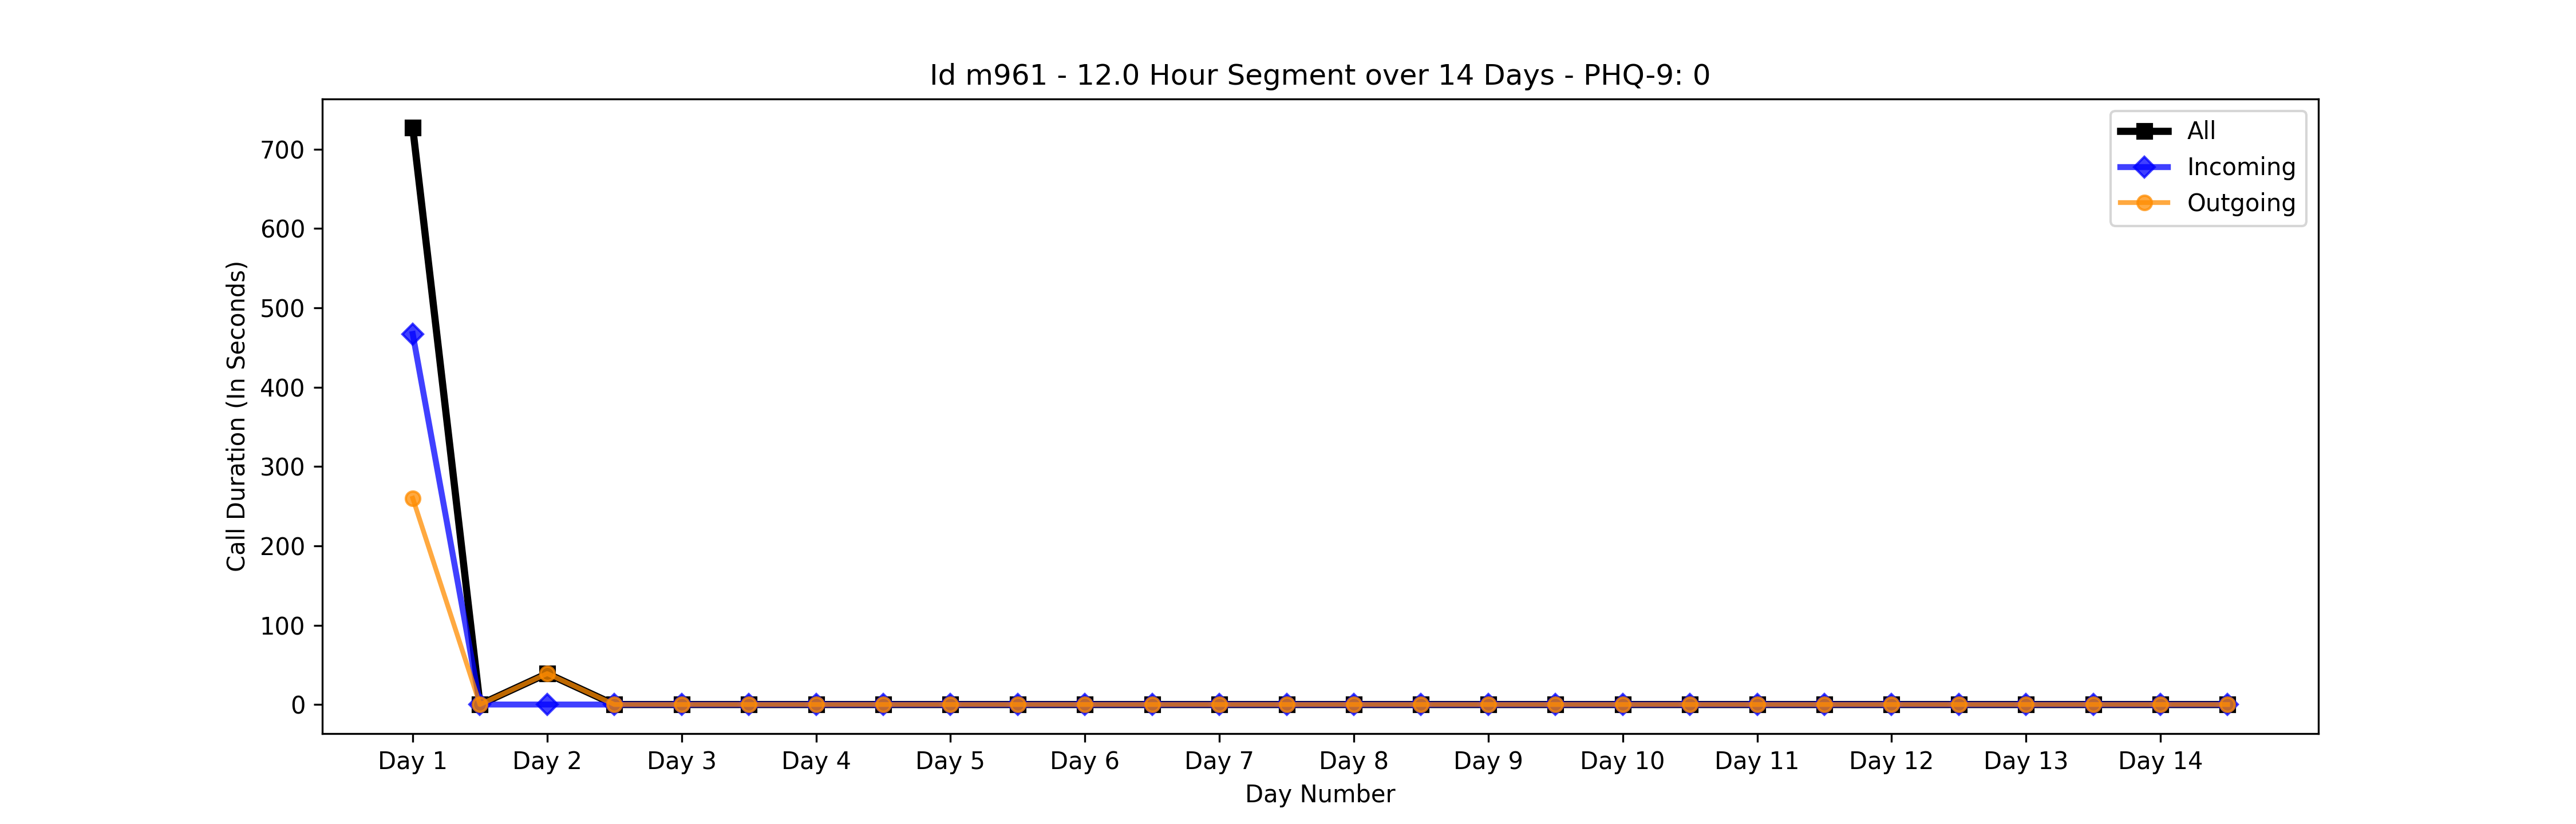 Id m961 - 12.0 Hour Segment over 14 Days - PHQ-9: 0
All
Incoming
Outgoing
Call Duration (In Seconds)
700
600
500
400
300
200
100
0
Day 1 Day 2 Day 3 Day 4 Day 5 Day 6 Day 7 Day 8 Day 9 Day 10 Day 11 Day 12 Day 13 Day 14
Day Number